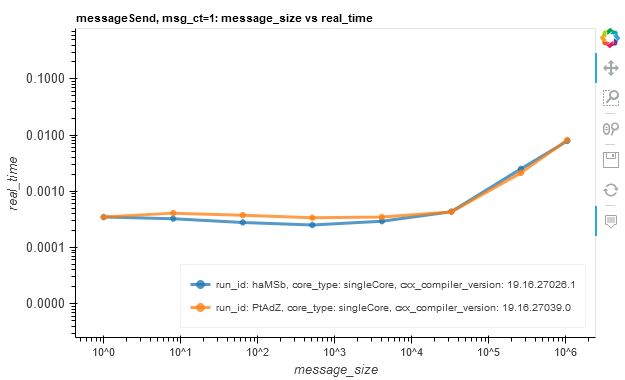 messageSend, msg_ct=1: message_size vs real_time
0.1000
0.0100
0.0010
0.0001
0.0000
real_time
run_id: haMSb, core_type: singleCore, cxx_compiler_version: 19.16.27026.1
run_id: PtAdZ, core_type: singleCore, cxx_compiler_version: 19.16.27039.0
10^0 10^1 10^2 10^3 10^4 10^5 10^6
message_size